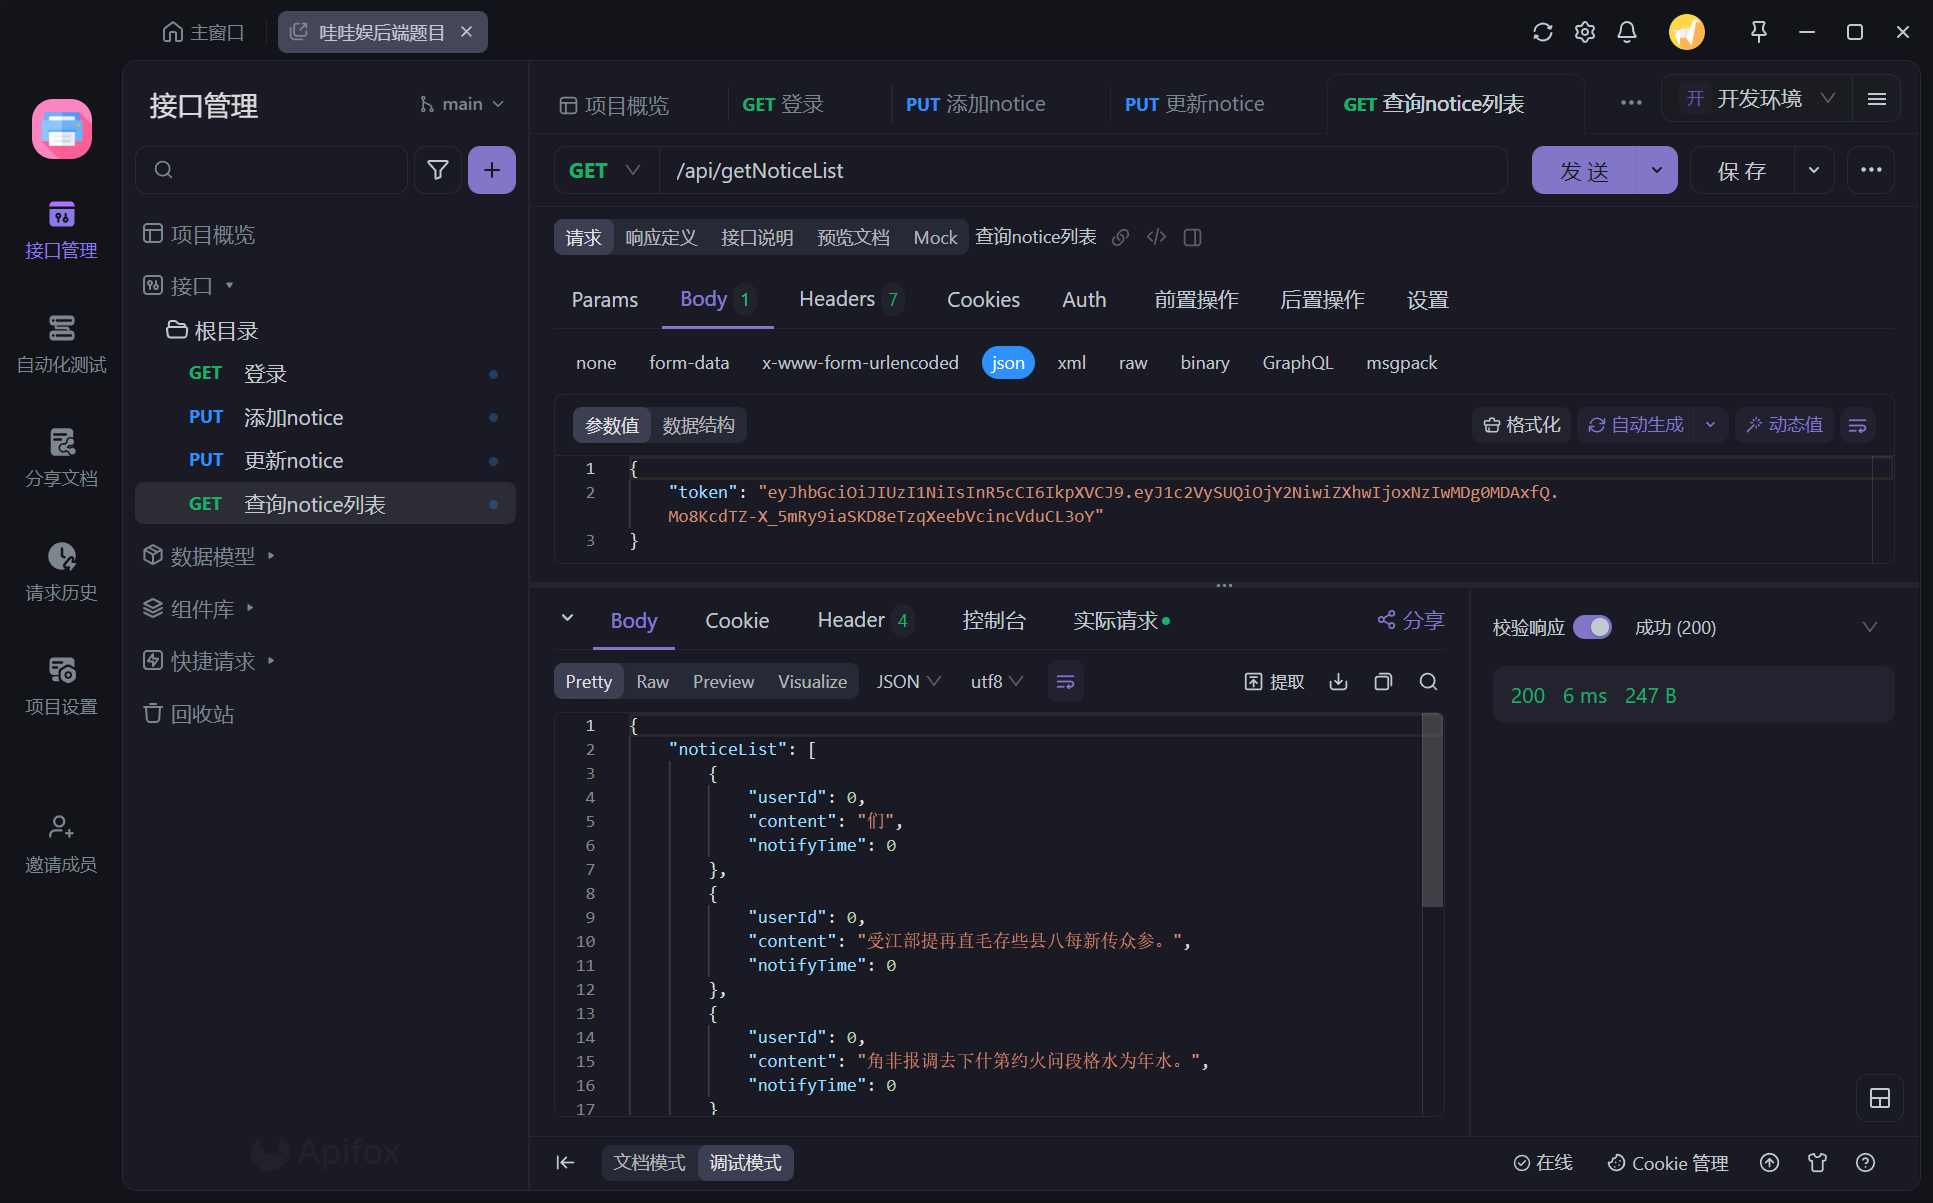 主窗口
哇哇娱后端题目
接口管理
main
项目概览
GET 登录
PUT 添加notice
PUT 更新notice
GET 查询notice列表
开 开发环境
GET
/api/getNoticeList
发 送
保 存
接口管理
自动化测试
分享文档
请求历史
项目设置
邀请成员
项目概览
接口
根目录
GET 登录
PUT 添加notice
PUT 更新notice
GET 查询notice列表
数据模型
组件库
快捷请求
回收站
Apifox
请求 响应定义 接口说明 预览文档 Mock 查询notice列表
Params Body 1 Headers 7 Cookies Auth 前置操作 后置操作 设置
none form-data x-www-form-urlencoded json xml raw binary GraphQL msgpack
参数值 数据结构 格式化 自动生成 动态值
1 {
2 "token": "eyJhbGciOiJIUzI1NiIsInR5cCI6IkpXVCJ9.eyJ1c2VySUQiOjY2NiwiZXhwIjoxNzIwMDg0MDAxfQ.
Mo8KcdTZ-X_5mRy9iaSKD8eTzqXeebVcincVduCL3oY"
3 }
Body Cookie Header 4 控制台 实际请求 分享
校验响应 成功 (200)
Pretty Raw Preview Visualize JSON utf8 提取
200 6 ms 247 B
1 {
2 "noticeList": [
3 {
4 "userId": 0,
5 "content": "们",
6 "notifyTime": 0
7 },
8 {
9 "userId": 0,
10 "content": "受江部提再直毛存些县八每新传众参。",
11 "notifyTime": 0
12 },
13 {
14 "userId": 0,
15 "content": "角非报调去下什第约火问段格水为年水。",
16 "notifyTime": 0
17 }
文档模式 调试模式
在线 Cookie 管理